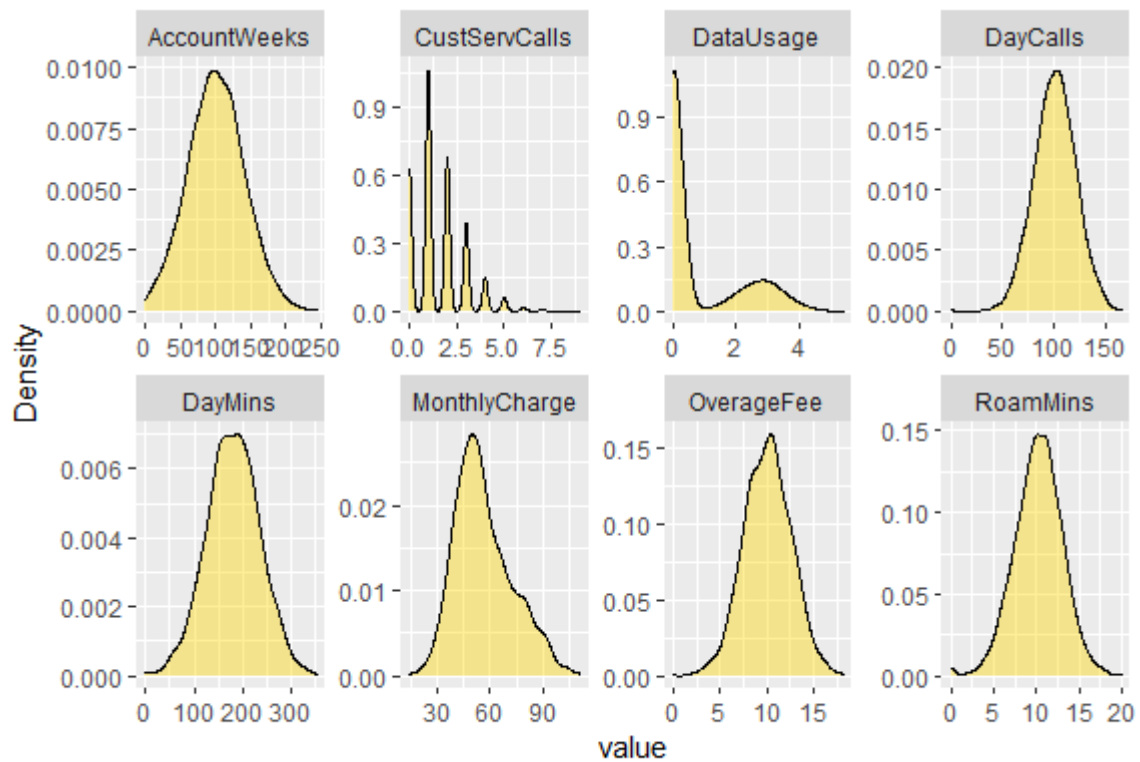 AccountWeeks CustServCalls DataUsage DayCalls
0.0100
0.0075
0.0050
0.0025
0.0000
0 50 100 150 200 250
0.9
0.6
0.3
0.0
0.0 2.5 5.0 7.5
0.9
0.6
0.3
0.0
0 2 4
0.020
0.015
0.010
0.005
0.000
0 50 100 150
Density
DayMins MonthlyCharge OverageFee RoamMins
0.006
0.004
0.002
0.000
0 100 200 300
0.02
0.01
0.00
30 60 90
0.15
0.10
0.05
0.00
0 5 10 15
0.15
0.10
0.05
0.00
0 5 10 15 20
value